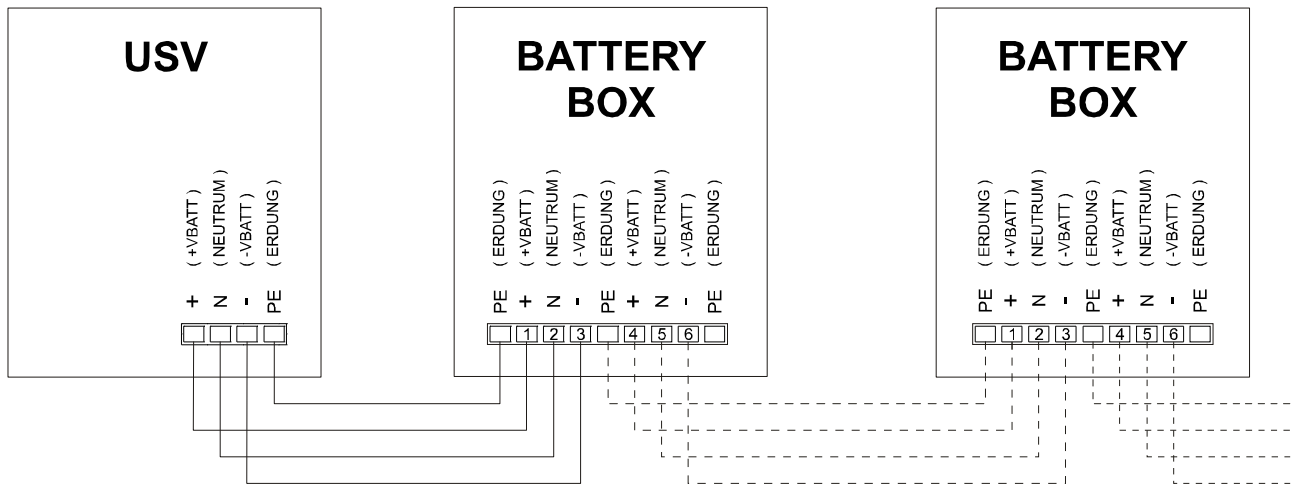 USV
BATTERY
BOX
BATTERY
BOX
( +VBATT )
( NEUTRUM )
( -VBATT )
( ERDUNG )
+
N
-
PE
( ERDUNG )
( +VBATT )
( NEUTRUM )
( -VBATT )
( ERDUNG )
( +VBATT )
( NEUTRUM )
( -VBATT )
( ERDUNG )
PE
+
N
-
PE
+
N
-
PE
1
2
3
4
5
6
( ERDUNG )
( +VBATT )
( NEUTRUM )
( -VBATT )
( ERDUNG )
( +VBATT )
( NEUTRUM )
( -VBATT )
( ERDUNG )
PE
+
N
-
PE
+
N
-
PE
1
2
3
4
5
6